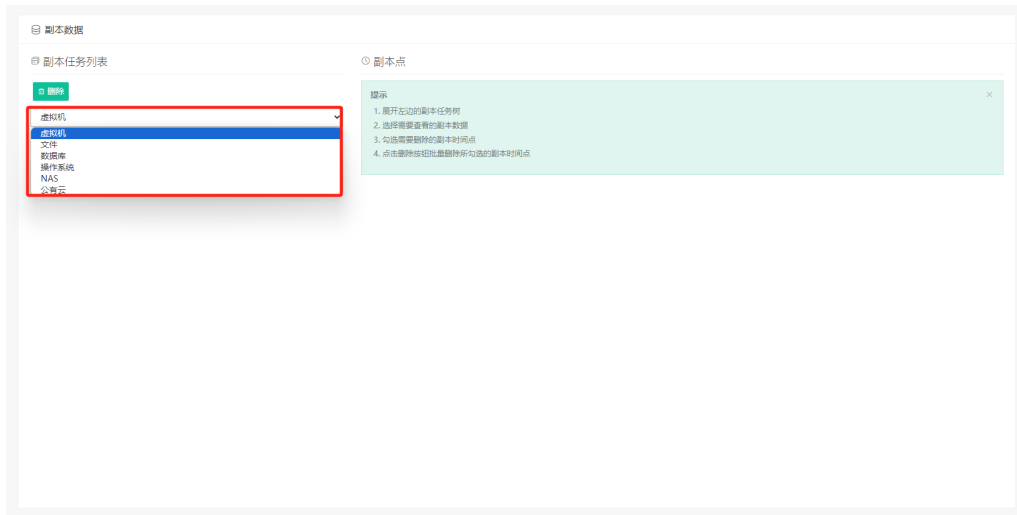 副本数据
副本任务列表
删除
虚拟机
虚拟机
文件
数据库
操作系统
NAS
公有云
副本点
提示
1. 展开左边的副本任务树
2. 选择需要查看的副本数据
3. 勾选需要删除的副本时间点
4. 点击删除按钮批量删除所勾选的副本时间点